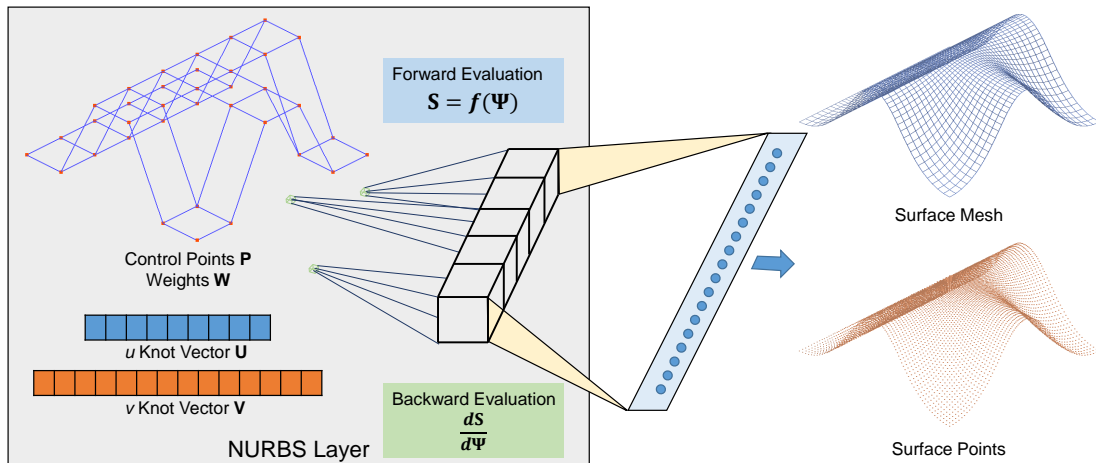 Forward Evaluation
S = f(Ψ)
Control Points P
Weights W
u Knot Vector U
v Knot Vector V
Backward Evaluation
dS
dΨ
NURBS Layer
Surface Mesh
Surface Points